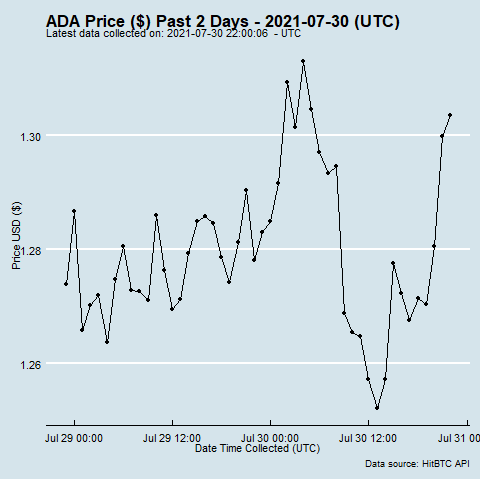 ADA Price ($) Past 2 Days - 2021-07-30 (UTC)
Latest data collected on: 2021-07-30 22:00:06 - UTC
1.30
1.28
1.26
Price USD ($)
Jul 29 00:00 Jul 29 12:00 Jul 30 00:00 Jul 30 12:00 Jul 31 00
Date Time Collected (UTC)
Data source: HitBTC API